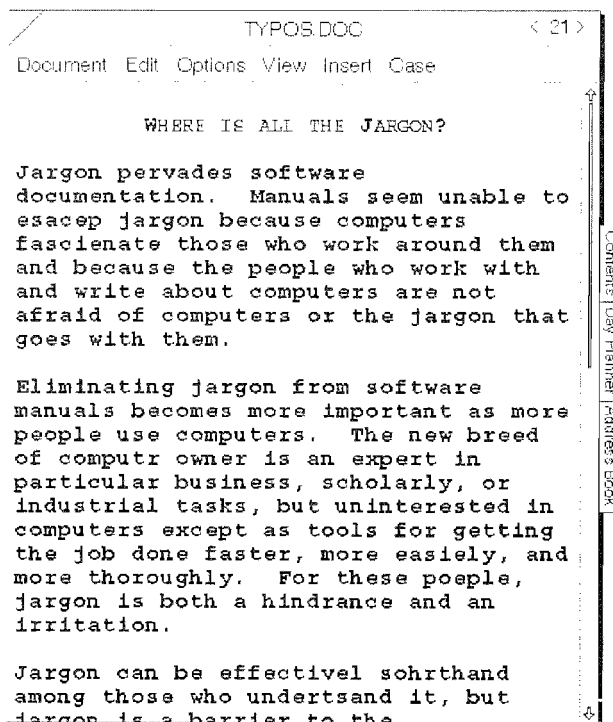 TYPOS.DOC < 21 >
Document Edit Options View Insert Case
WHERE IS ALL THE JARGON?
Jargon pervades software
documentation. Manuals seem unable to
esacep jargon because computers
fascienate those who work around them
and because the people who work with
and write about computers are not
afraid of computers or the jargon that
goes with them.
Eliminating jargon from software
manuals becomes more important as more
people use computers. The new breed
of computr owner is an expert in
particular business, scholarly, or
industrial tasks, but uninterested in
computers except as tools for getting
the job done faster, more easiely, and
more thoroughly. For these poeple,
jargon is both a hindrance and an
irritation.
Jargon can be effectivel sohrthand
among those who undertsand it, but
jargon is a barrier to the
Contents Day Planner Address Book